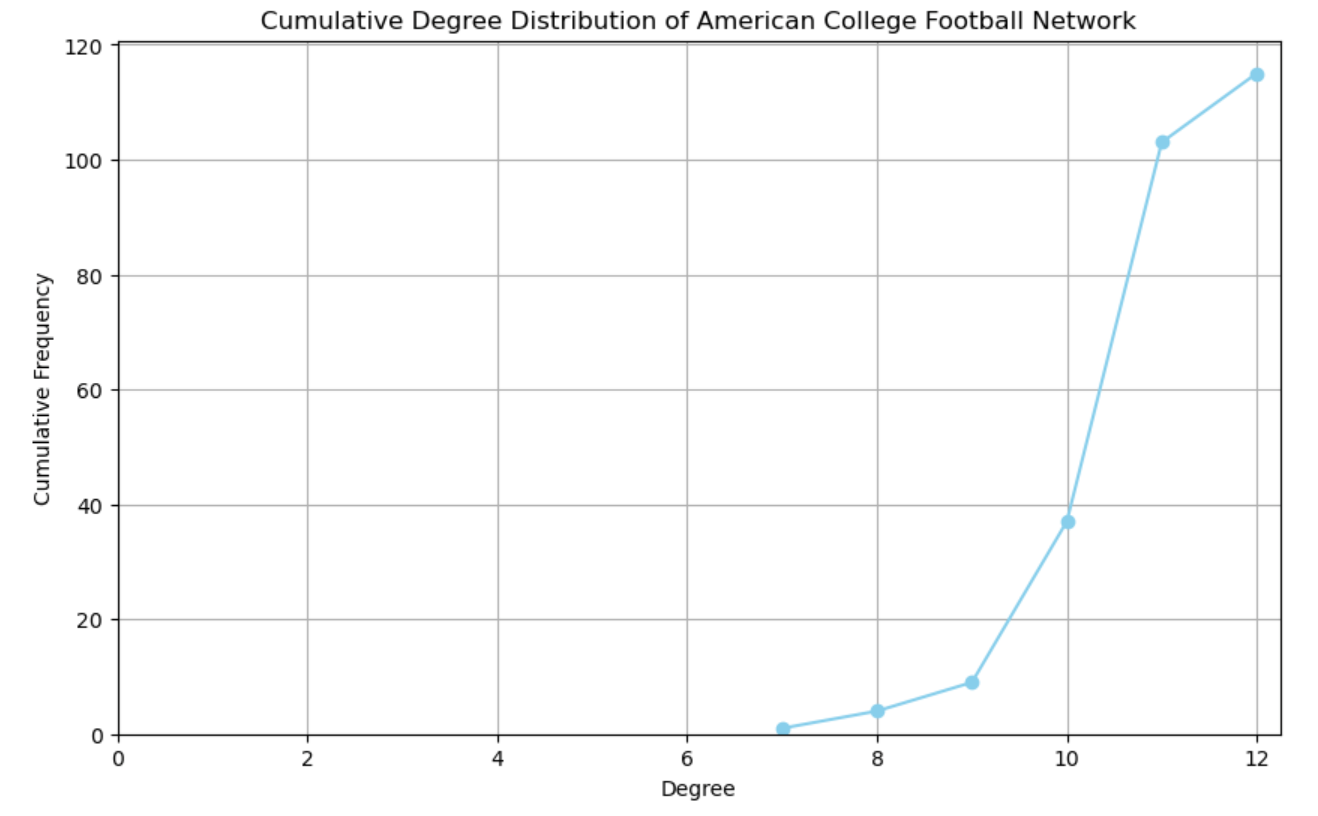 Cumulative Degree Distribution of American College Football Network
120
100
80
60
40
20
0
Cumulative Frequency
0 2 4 6 8 10 12
Degree